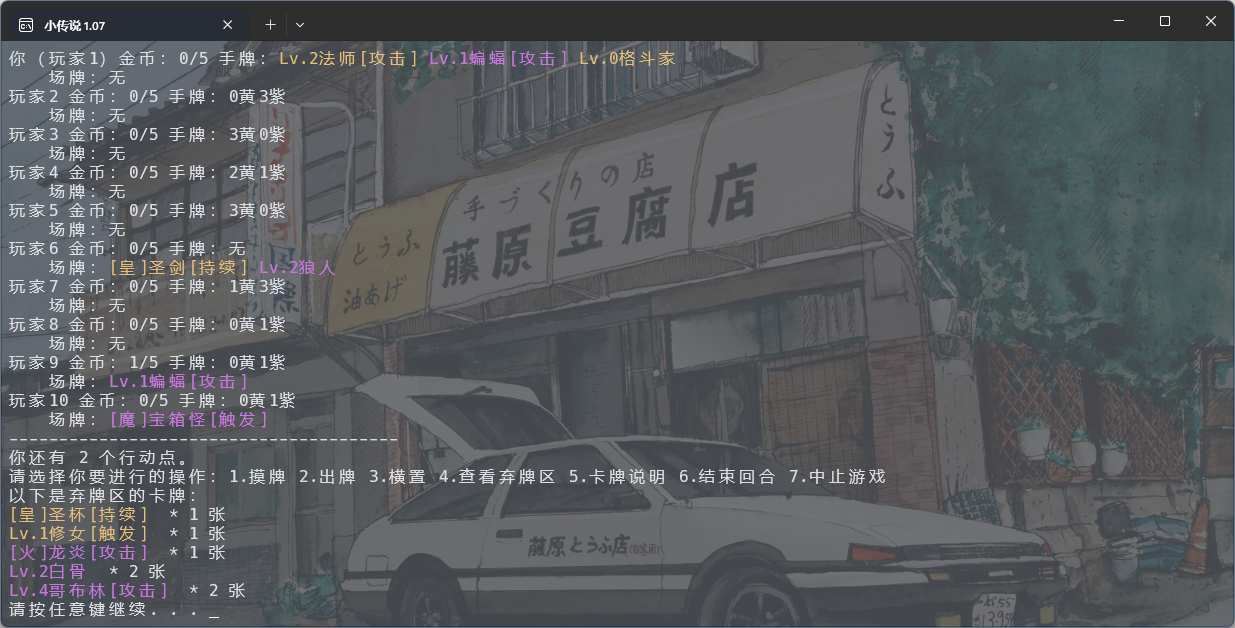 小传说 1.07
你 (玩家1) 金币: 0/5 手牌: Lv.2法师[攻击] Lv.1蝙蝠[攻击] Lv.0格斗家
场牌: 无
玩家2 金币: 0/5 手牌: 0黄3紫
场牌: 无
玩家3 金币: 0/5 手牌: 3黄0紫
场牌: 无
玩家4 金币: 0/5 手牌: 2黄1紫
场牌: 无
玩家5 金币: 0/5 手牌: 3黄0紫
场牌: 无
玩家6 金币: 0/5 手牌: 无
场牌: [皇]圣剑[持续] Lv.2狼人
玩家7 金币: 0/5 手牌: 1黄3紫
场牌: 无
玩家8 金币: 0/5 手牌: 0黄1紫
场牌: 无
玩家9 金币: 1/5 手牌: 0黄1紫
场牌: Lv.1蝙蝠[攻击]
玩家10 金币: 0/5 手牌: 0黄1紫
场牌: [魔]宝箱怪[触发]
---------------------------------------
你还有 2 个行动点。
请选择你要进行的操作: 1.摸牌 2.出牌 3.横置 4.查看弃牌区 5.卡牌说明 6.结束回合 7.中止游戏
以下是弃牌区的卡牌:
[皇]圣杯[持续] * 1 张
Lv.1修女[触发] * 1 张
[火]龙炎[攻击] * 1 张
Lv.2白骨 * 2 张
Lv.4哥布林[攻击] * 2 张
请按任意键继续. . . _
とうふ
手づくりの店
藤原豆腐店
とうふ
油あげ
藤原とうふ店